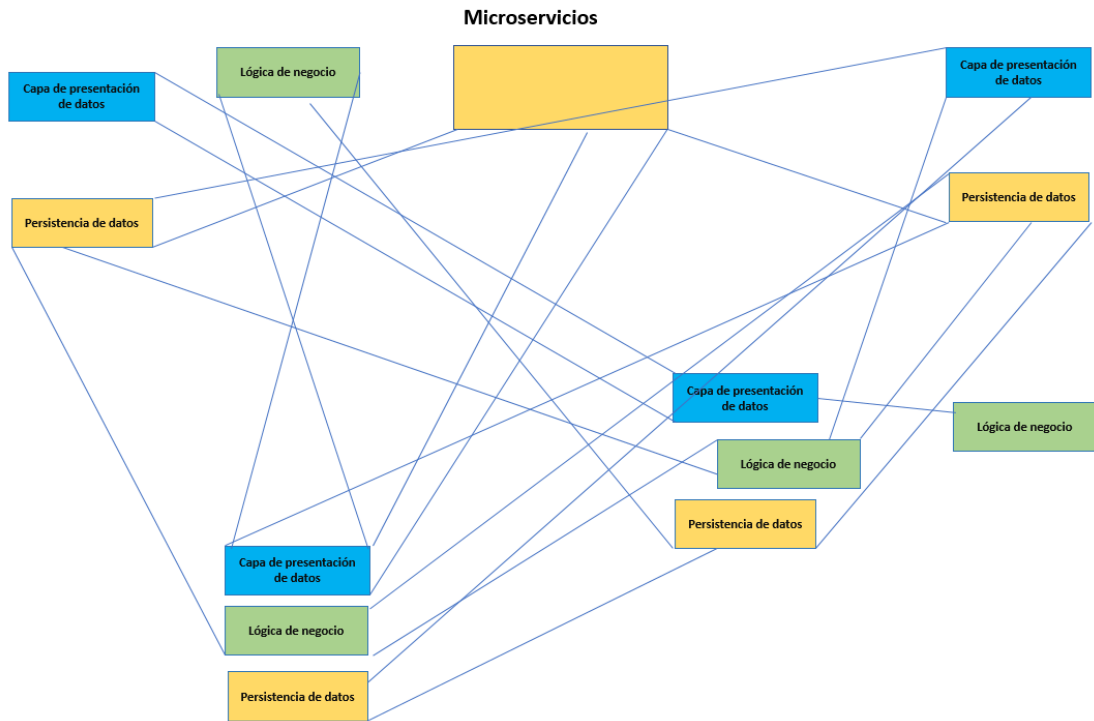 Microservicios
Capa de presentación
de datos
Lógica de negocio
Capa de presentación
de datos
Persistencia de datos
Persistencia de datos
Capa de presentación
de datos
Lógica de negocio
Lógica de negocio
Persistencia de datos
Capa de presentación
de datos
Lógica de negocio
Persistencia de datos